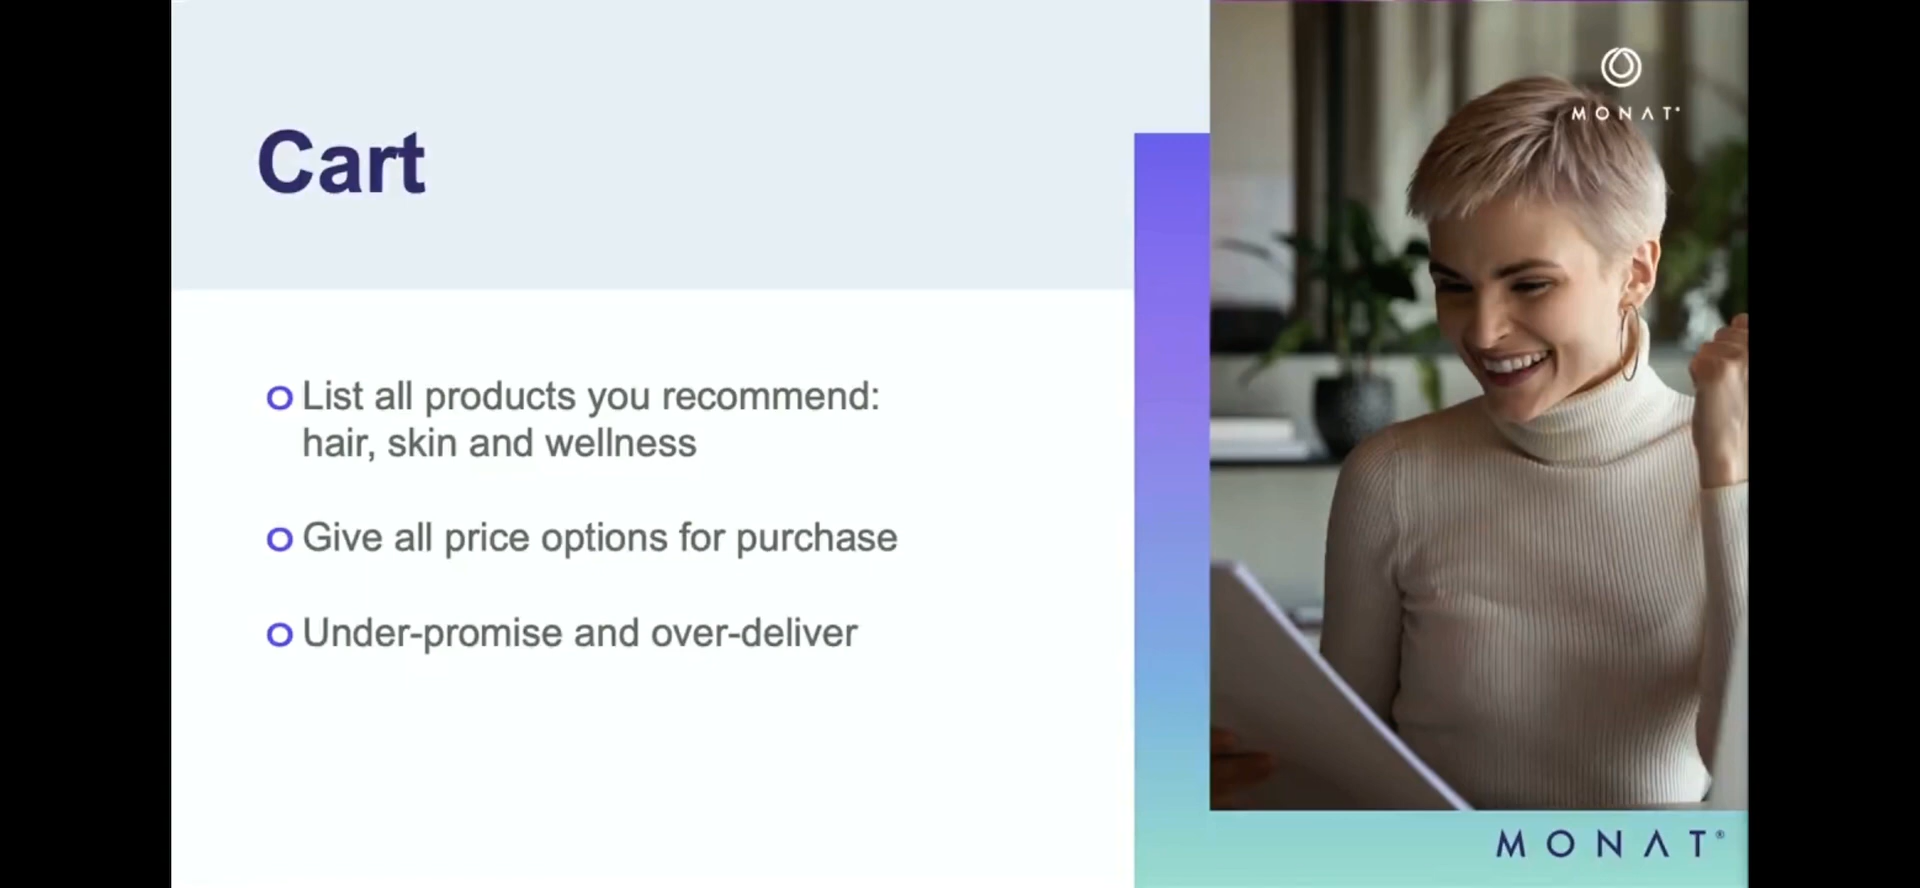 Cart
o List all products you recommend:
hair, skin and wellness
o Give all price options for purchase
o Under-promise and over-deliver
MONAT®
MONAT®